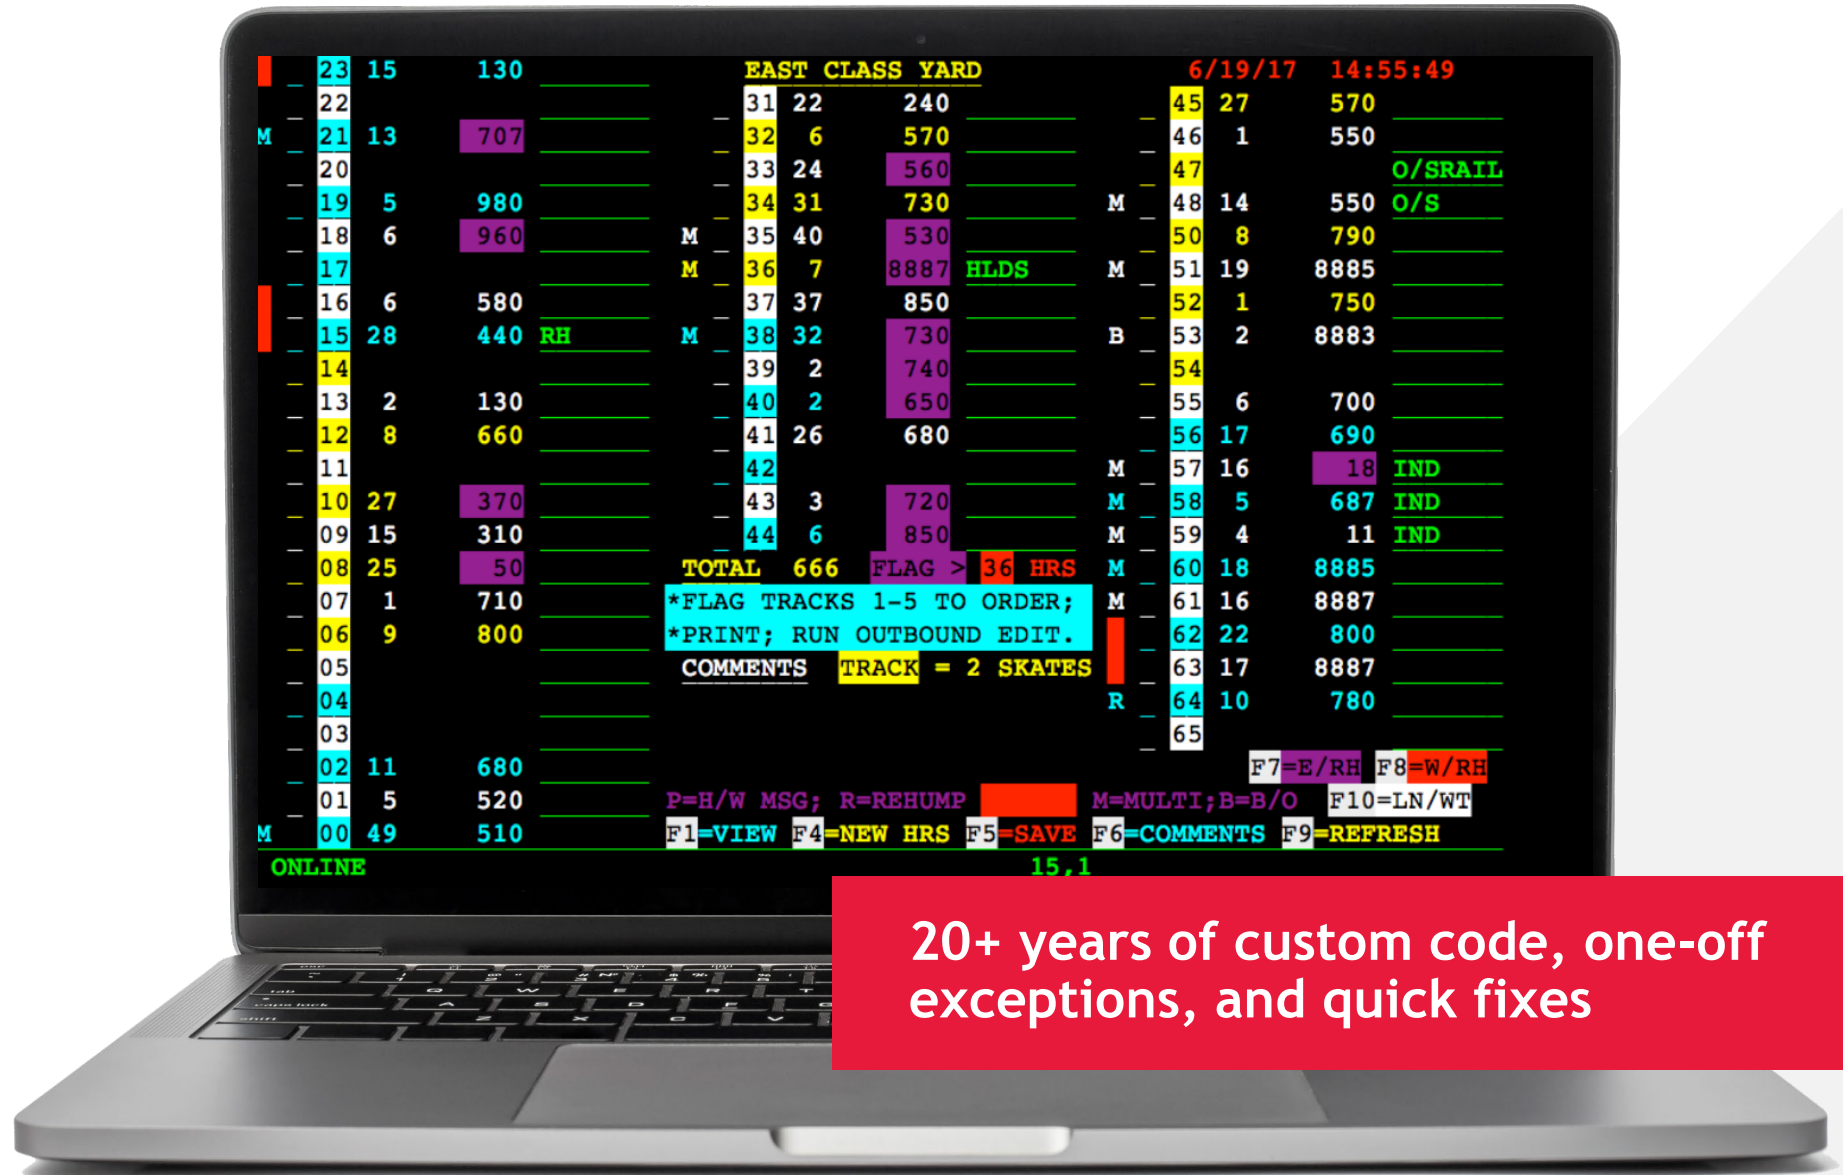 23 15 130 EAST CLASS YARD 6/19/17 14:55:49
22 31 22 240 45 27 570
M 21 13 707 32 6 570 46 1 550
20 33 24 560 47 O/SRAIL
19 5 980 34 31 730 M 48 14 550 O/S
18 6 960 M 35 40 530 50 8 790
17 M 36 7 8887 HLDS M 51 19 8885
16 6 580 37 37 850 52 1 750
15 28 440 RH M 38 32 730 B 53 2 8883
14 39 2 740 54
13 2 130 40 2 650 55 6 700
12 8 660 41 26 680 56 17 690
11 42 M 57 16 18 IND
10 27 370 43 3 720 M 58 5 687 IND
09 15 310 44 6 850 M 59 4 11 IND
08 25 50 TOTAL 666 FLAG > 36 HRS M 60 18 8885
07 1 710 *FLAG TRACKS 1-5 TO ORDER; M 61 16 8887
06 9 800 *PRINT; RUN OUTBOUND EDIT. 62 22 800
05 COMMENTS TRACK = 2 SKATES 63 17 8887
04 R 64 10 780
03 65
02 11 680 F7=E/RH F8=W/RH
01 5 520 P=H/W MSG; R=REHUMP M=MULTI;B=B/O F10=LN/WT
M 00 49 510 F1=VIEW F4=NEW HRS F5=SAVE F6=COMMENTS F9=REFRESH
ONLINE 15,1
20+ years of custom code, one-off
exceptions, and quick fixes
tab Q W E R T
caps lock A S D F G
shift Z X C V